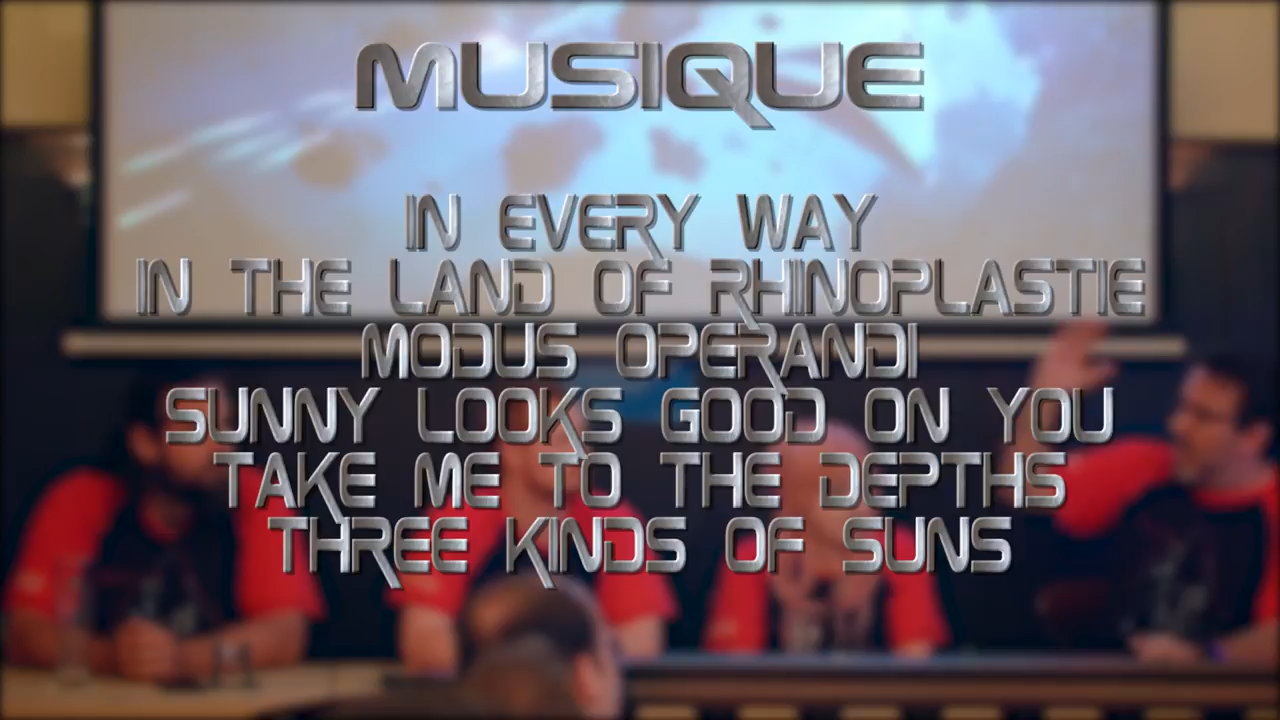 MUSIQUE
IN EVERY WAY
IN THE LAND OF RHINOPLASTIE
MODUS OPERANDI
SUNNY LOOKS GOOD ON YOU
TAKE ME TO THE DEPTHS
THREE KINDS OF SUNS